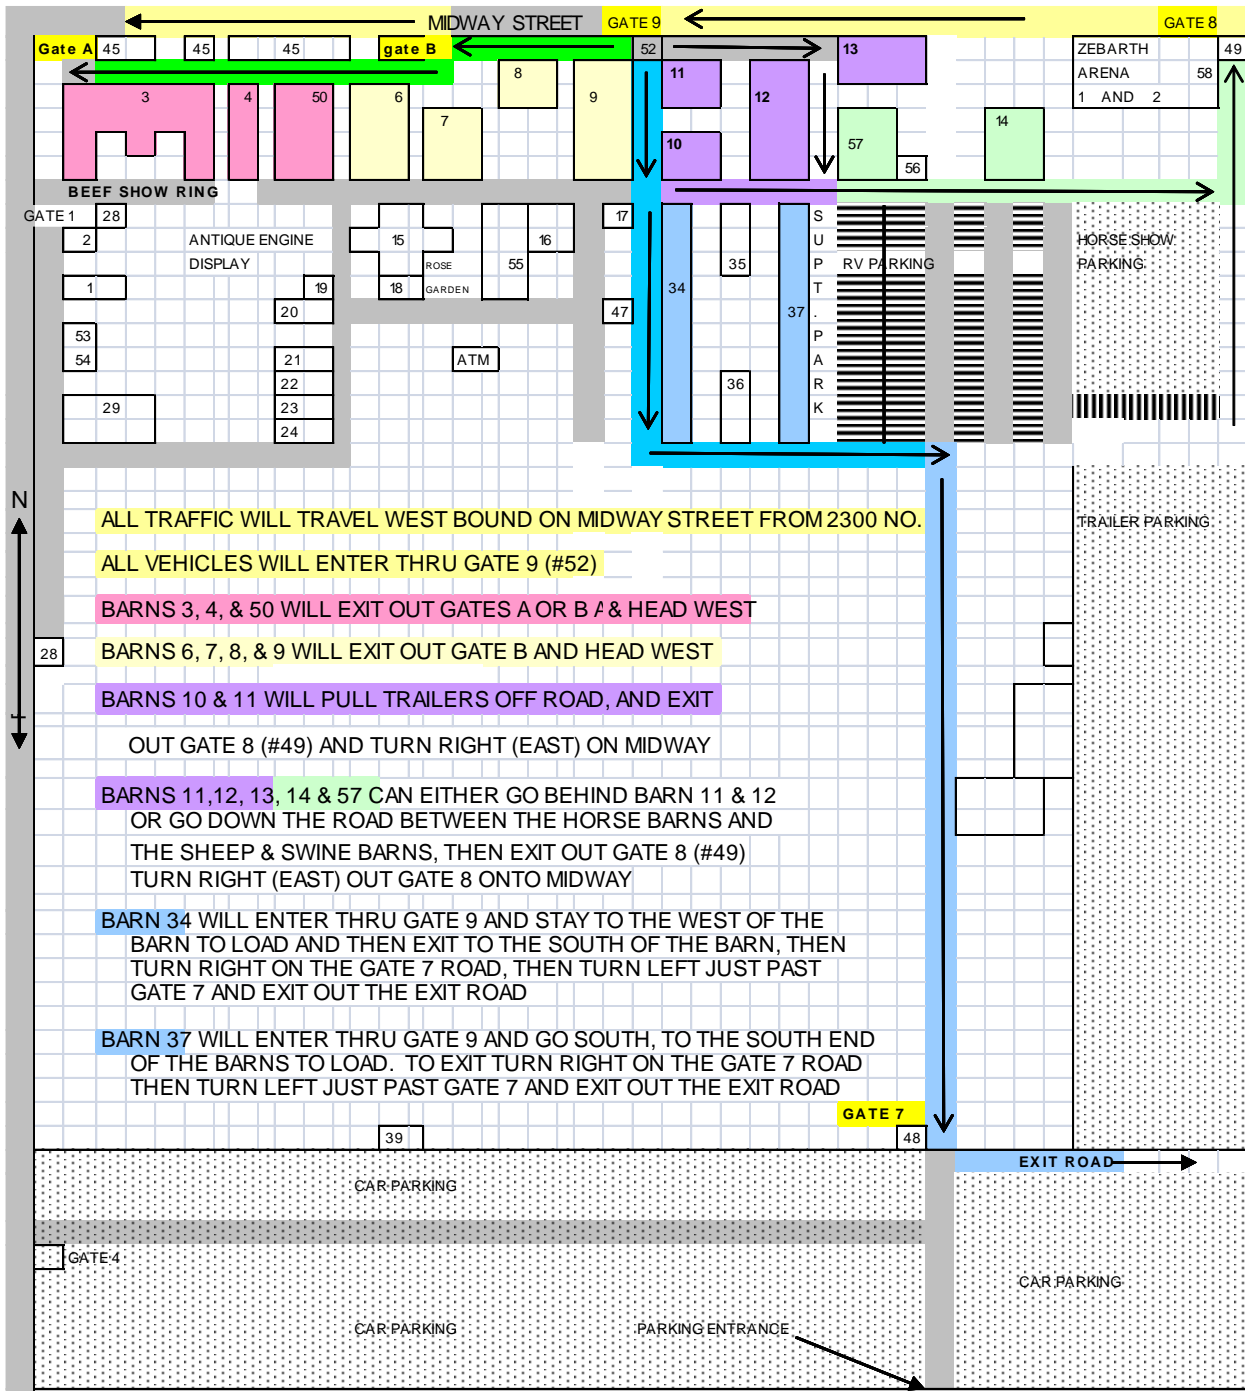 MIDWAY STREET GATE 9 GATE 8
Gate A 45 45 45 gate B 52 13 ZEBARTH 49
8 11 ARENA 58
3 4 50 6 9 12 1 AND 2
7 14
10 57
56
BEEF SHOW RING
GATE 1 28 17 S
2 ANTIQUE ENGINE 15 16 U HORSE SHOW
DISPLAY ROSE 55 35 P RV PARKING PARKING
1 19 18 GARDEN 34 T
20 47 37 .
53 P
54 21 ATM A
22 36 R
29 23 K
24
N
ALL TRAFFIC WILL TRAVEL WEST BOUND ON MIDWAY STREET FROM 2300 NO. TRAILER PARKING
ALL VEHICLES WILL ENTER THRU GATE 9 (#52)
BARNS 3, 4, & 50 WILL EXIT OUT GATES A OR B A & HEAD WEST
28 BARNS 6, 7, 8, & 9 WILL EXIT OUT GATE B AND HEAD WEST
BARNS 10 & 11 WILL PULL TRAILERS OFF ROAD, AND EXIT
OUT GATE 8 (#49) AND TURN RIGHT (EAST) ON MIDWAY
BARNS 11,12, 13, 14 & 57 CAN EITHER GO BEHIND BARN 11 & 12
OR GO DOWN THE ROAD BETWEEN THE HORSE BARNS AND
THE SHEEP & SWINE BARNS, THEN EXIT OUT GATE 8 (#49)
TURN RIGHT (EAST) OUT GATE 8 ONTO MIDWAY
BARN 34 WILL ENTER THRU GATE 9 AND STAY TO THE WEST OF THE
BARN TO LOAD AND THEN EXIT TO THE SOUTH OF THE BARN, THEN
TURN RIGHT ON THE GATE 7 ROAD, THEN TURN LEFT JUST PAST
GATE 7 AND EXIT OUT THE EXIT ROAD
BARN 37 WILL ENTER THRU GATE 9 AND GO SOUTH, TO THE SOUTH END
OF THE BARNS TO LOAD. TO EXIT TURN RIGHT ON THE GATE 7 ROAD
THEN TURN LEFT JUST PAST GATE 7 AND EXIT OUT THE EXIT ROAD
GATE 7
39 48
EXIT ROAD
CAR PARKING
GATE 4
CAR PARKING
CAR PARKING PARKING ENTRANCE